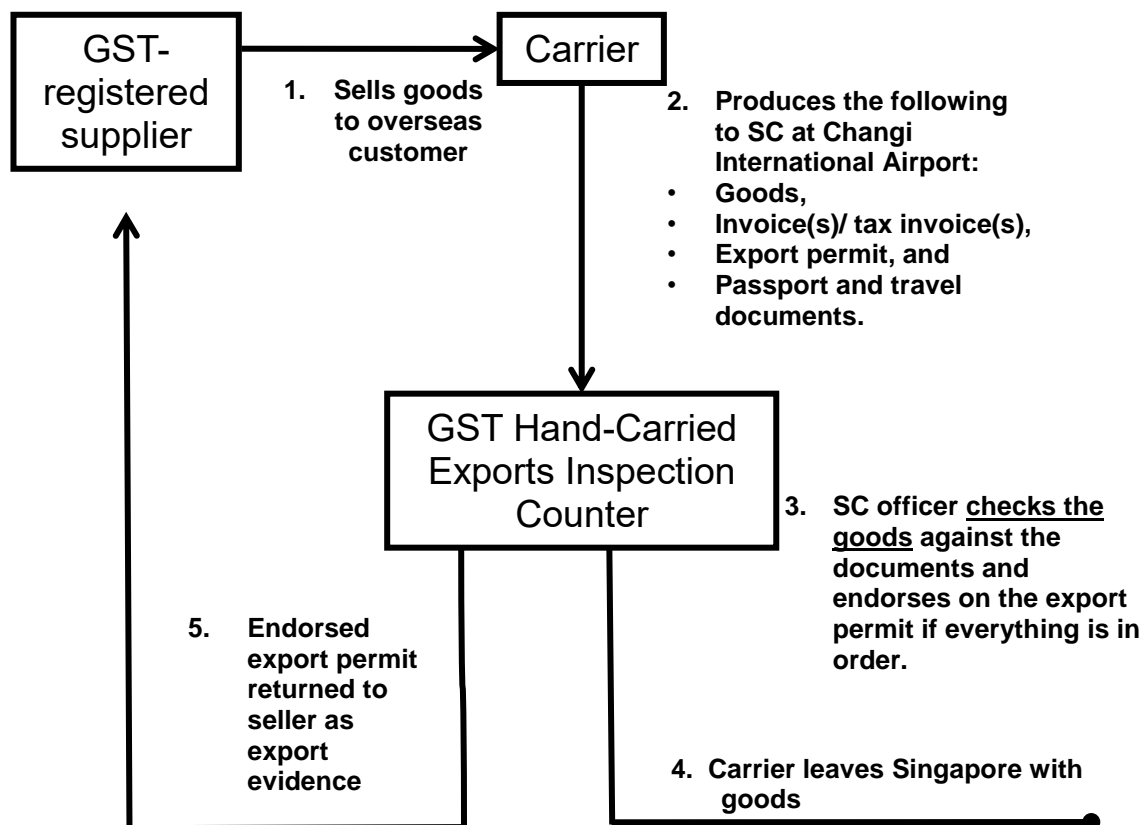 GST-
registered
supplier
Carrier
1. Sells goods
to overseas
customer
2. Produces the following
to SC at Changi
International Airport:
• Goods,
• Invoice(s)/ tax invoice(s),
• Export permit, and
• Passport and travel
documents.
GST Hand-Carried
Exports Inspection
Counter
3. SC officer checks the
goods against the
documents and
endorses on the export
permit if everything is in
order.
5. Endorsed
export permit
returned to
seller as
export
evidence
4. Carrier leaves Singapore with
goods